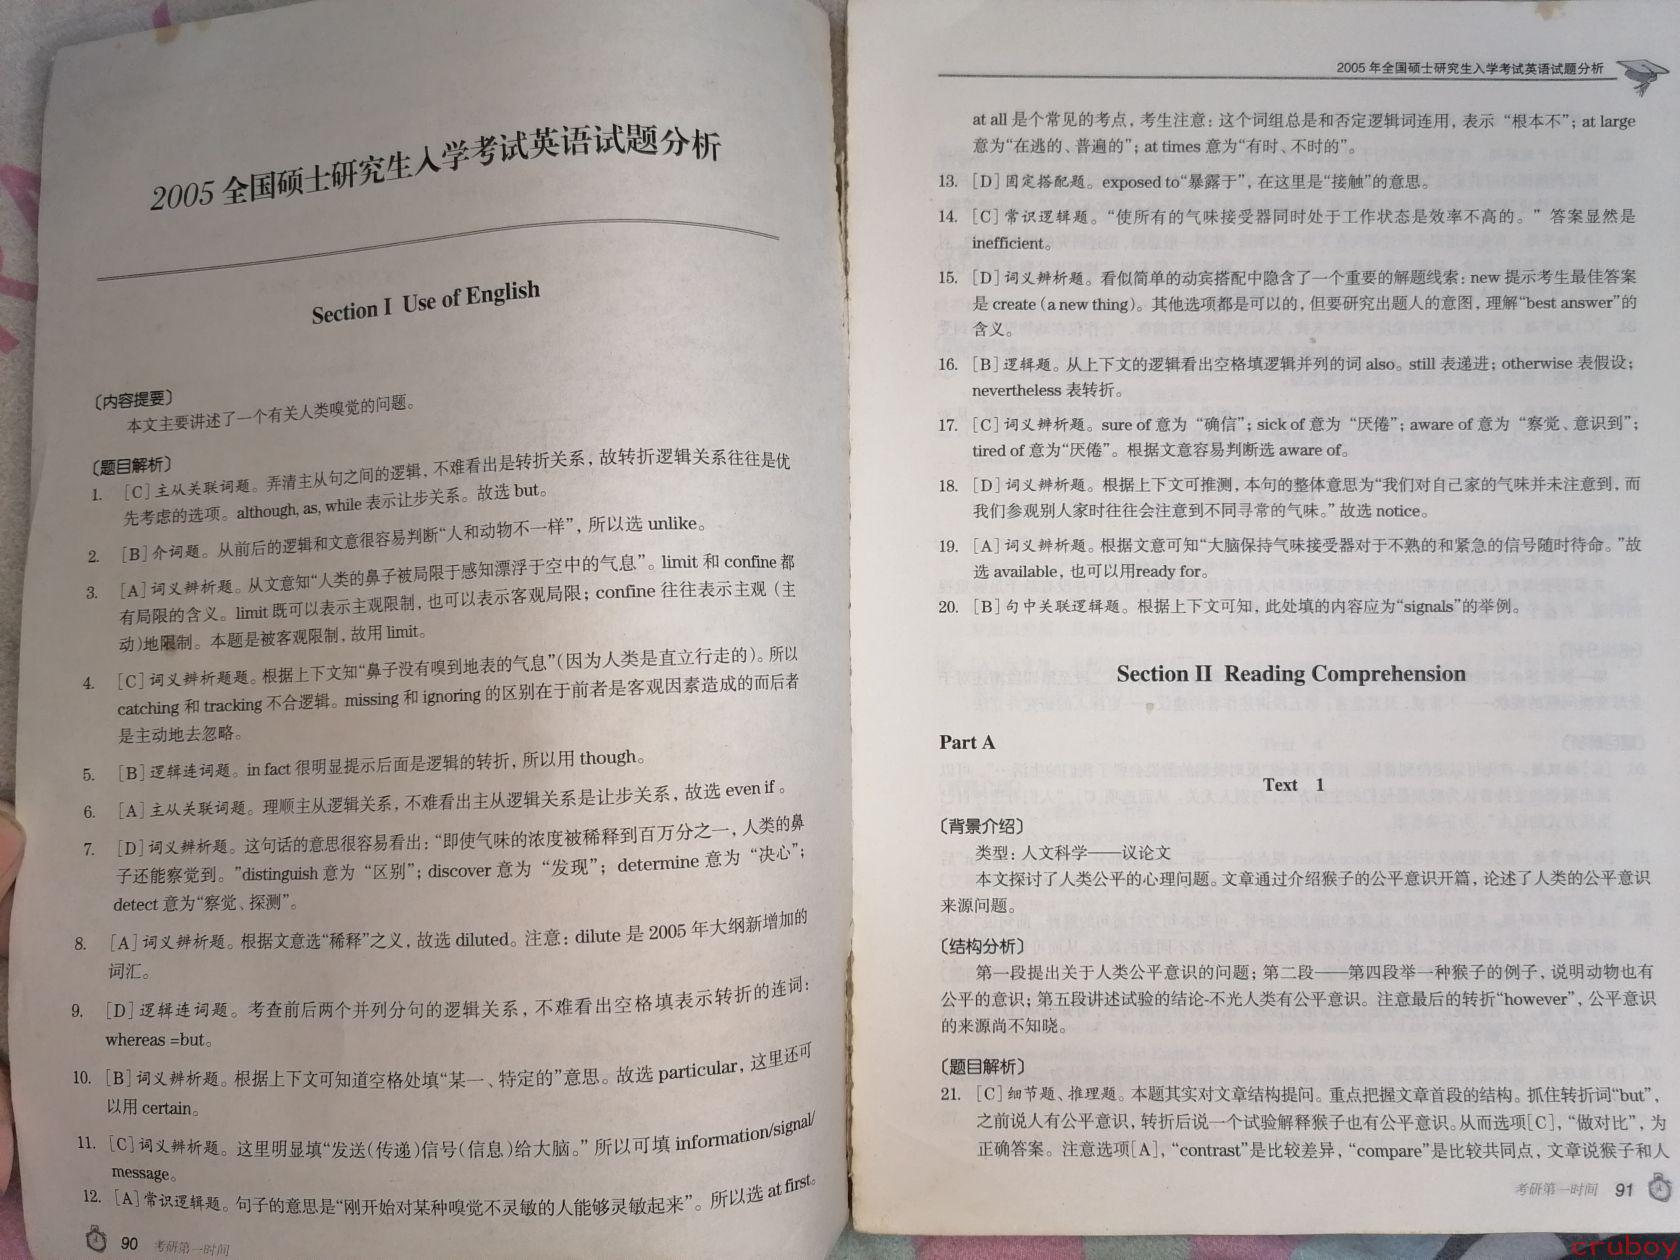 2005 全国硕士研究生入学考试英语试题分析
Section I Use of English
〔内容提要〕
本文主要讲述了一个有关人类嗅觉的问题。
〔题目解析〕
1. [C]主从关联词题。弄清主从句之间的逻辑,不难看出是转折关系,故转折逻辑关系往往是优
先考虑的选项。although, as, while 表示让步关系。故选 but。
2. [B]介词题。从前后的逻辑和文意很容易判断“人和动物不一样”,所以选 unlike。
3. [A]词义辨析题。从文意知“人类的鼻子被局限于感知漂浮于空中的气息”。limit 和 confine 都
有局限的含义。limit 既可以表示主观限制,也可以表示客观局限;confine 往往表示主观(主
动)地限制。本题是被客观限制,故用 limit。
4. [C]词义辨析题题。根据上下文知“鼻子没有嗅到地表的气息”(因为人类是直立行走的)。所以
catching 和 tracking 不合逻辑。missing 和 ignoring 的区别在于前者是客观因素造成的而后者
是主动地去忽略。
5. [B]逻辑连词题。in fact 很明显提示后面是逻辑的转折,所以用 though。
6. [A]主从关联词题。理顺主从逻辑关系,不难看出主从逻辑关系是让步关系,故选 even if 。
7. [D]词义辨析题。这句话的意思很容易看出:“即使气味的浓度被稀释到百万分之一,人类的鼻
子还能察觉到。”distinguish 意为“区别”;discover 意为“发现”;determine 意为“决心”;
detect 意为“察觉、探测”。
8. [A]词义辨析题。根据文意选“稀释”之义,故选 diluted。注意:dilute 是 2005 年大纲新增加的
词汇。
9. [D]逻辑连词题。考查前后两个并列分句的逻辑关系,不难看出空格填表示转折的连词:
whereas =but。
10. [B]词义辨析题。根据上下文可知道空格处填“某一、特定的”意思。故选 particular,这里还可
以用 certain。
11. [C]词义辨析题。这里明显填“发送(传递)信号(信息)给大脑。”所以可填 information/signal/
message。
12. [A]常识逻辑题。句子的意思是“刚开始对某种嗅觉不灵敏的人能够灵敏起来”。所以选 at first。
90 考研第一时间
2005 年全国硕士研究生入学考试英语试题分析
at all 是个常见的考点,考生注意:这个词组总是和否定逻辑词连用,表示“根本不”;at large
意为“在逃的、普遍的”;at times 意为“有时、不时的”。
13. [D]固定搭配题。exposed to“暴露于”,在这里是“接触”的意思。
14. [C]常识逻辑题。“使所有的气味接受器同时处于工作状态是效率不高的。”答案显然是
inefficient。
15. [D]词义辨析题。看似简单的动宾搭配中隐含了一个重要的解题线索:new 提示考生最佳答案
是 create (a new thing)。其他选项都是可以的,但要研究出题人的意图,理解“best answer”的
含义。
16. [B]逻辑题。从上下文的逻辑看出空格填逻辑并列的词 also。still 表递进;otherwise 表假设;
nevertheless 表转折。
17. [C]词义辨析题。sure of 意为“确信”;sick of 意为“厌倦”;aware of 意为“察觉、意识到”;
tired of 意为“厌倦”。根据文意容易判断选 aware of。
18. [D]词义辨析题。根据上下文可推测,本句的整体意思为“我们对自己家的气味并未注意到,而
我们参观别人家时往往会注意到不同寻常的气味。”故选 notice。
19. [A]词义辨析题。根据文意可知“大脑保持气味接受器对于不熟的和紧急的信号随时待命。”故
选 available,也可以用ready for。
20. [B]句中关联逻辑题。根据上下文可知,此处填的内容应为“signals”的举例。
Section II Reading Comprehension
Part A
Text 1
〔背景介绍〕
类型:人文科学——议论文
本文探讨了人类公平的心理问题。文章通过介绍猴子的公平意识开篇,论述了人类的公平意识
来源问题。
〔结构分析〕
第一段提出关于人类公平意识的问题;第二段——第四段举一种猴子的例子,说明动物也有
公平的意识;第五段讲述试验的结论-不光人类有公平意识。注意最后的转折“however”,公平意识
的来源尚不知晓。
〔题目解析〕
21. [C]细节题、推理题。本题其实对文章结构提问。重点把握文章首段的结构。抓住转折词“but”,
之前说人有公平意识,转折后说一个试验解释猴子也有公平意识。从而选项[C],“做对比”,为
正确答案。注意选项[A],“contrast”是比较差异,“compare”是比较共同点,文章说猴子和人
考研第一时间 91
cruboy